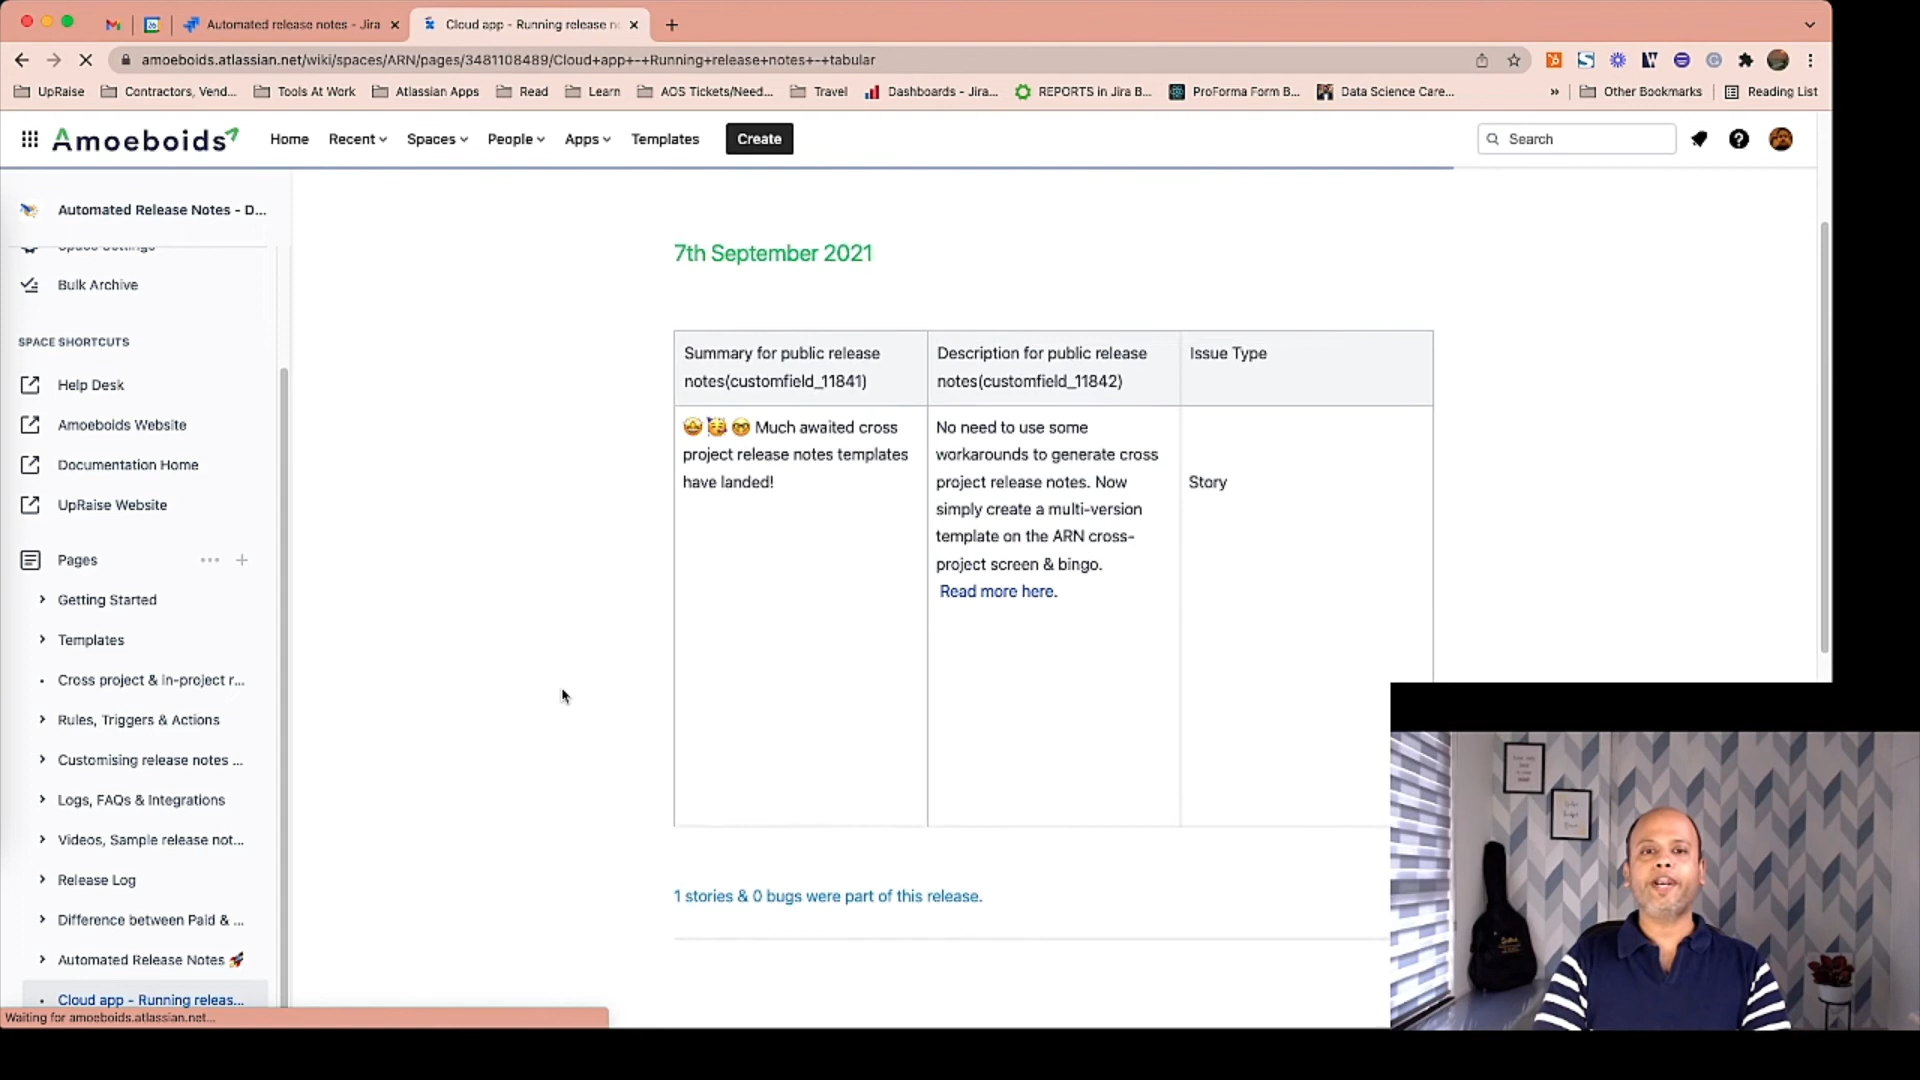 Automated release notes - Jira
Cloud app - Running release n
amoeboids.atlassian.net/wiki/spaces/ARN/pages/3481108489/Cloud+app+-+Running+release+notes+-+tabular
UpRaise Contractors, Vend... Tools At Work Atlassian Apps Read Learn AOS Tickets/Need... Travel Dashboards - Jira... REPORTS in Jira B... ProForma Form B... Data Science Care... » Other Bookmarks Reading List
Amoeboids Home Recent Spaces People Apps Templates Create Search
Automated Release Notes - D...
Space Settings
Bulk Archive
SPACE SHORTCUTS
Help Desk
Amoeboids Website
Documentation Home
UpRaise Website
Pages
Getting Started
Templates
Cross project & in-project r...
Rules, Triggers & Actions
Customising release notes ...
Logs, FAQs & Integrations
Videos, Sample release not...
Release Log
Difference between Paid & ...
Automated Release Notes 🚀
Cloud app - Running releas...
Waiting for amoeboids.atlassian.net...
7th September 2021
Summary for public release
notes(customfield_11841)
Description for public release
notes(customfield_11842)
Issue Type
🤩 🥳 🤓 Much awaited cross
project release notes templates
have landed!
No need to use some
workarounds to generate cross
project release notes. Now
simply create a multi-version
template on the ARN cross-
project screen & bingo.
Read more here.
Story
1 stories & 0 bugs were part of this release.